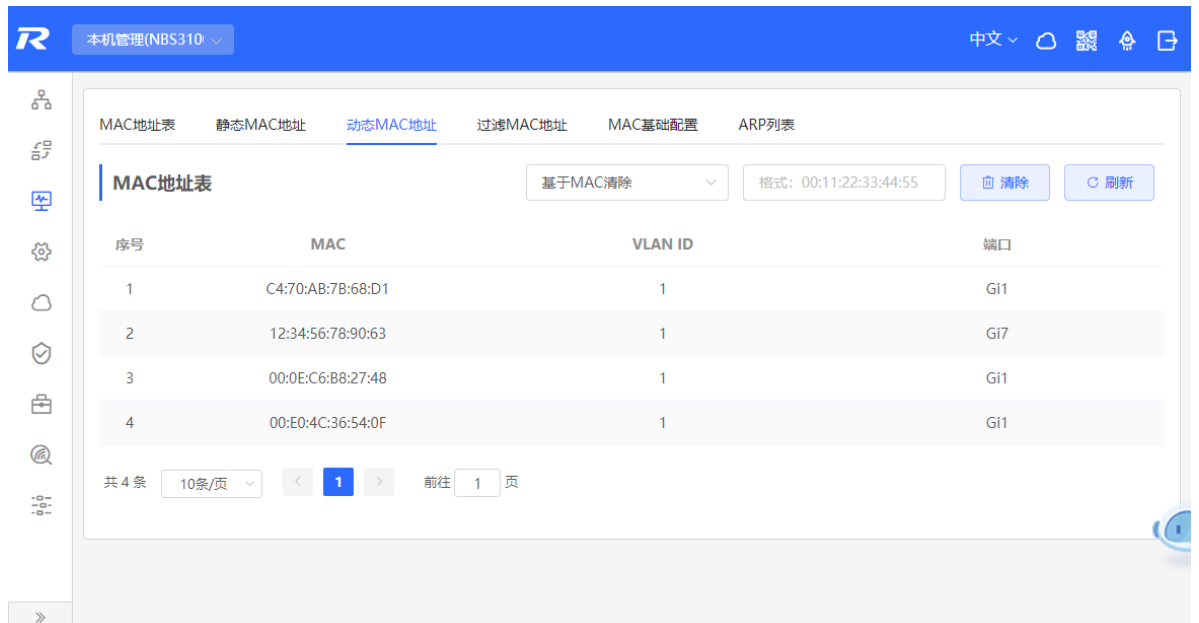 本机管理(NBS310 中文
MAC地址表 静态MAC地址 动态MAC地址 过滤MAC地址 MAC基础配置 ARP列表
MAC地址表 基于MAC清除 格式：00:11:22:33:44:55 清除 刷新
序号 MAC VLAN ID 端口
1 C4:70:AB:7B:68:D1 1 Gi1
2 12:34:56:78:90:63 1 Gi7
3 00:0E:C6:B8:27:48 1 Gi1
4 00:E0:4C:36:54:0F 1 Gi1
共 4 条 10条/页 1 前往 1 页